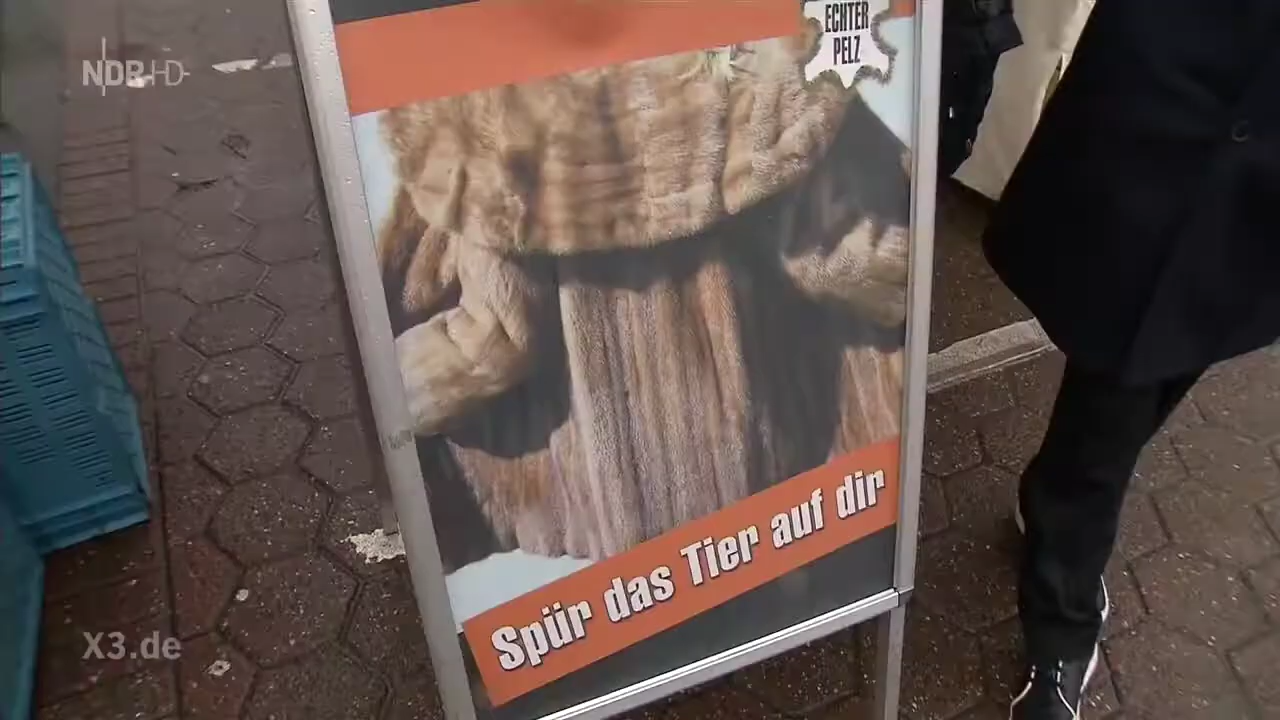 NDR HD
ECHTER
PELZ
Spür das Tier auf dir
X3.de